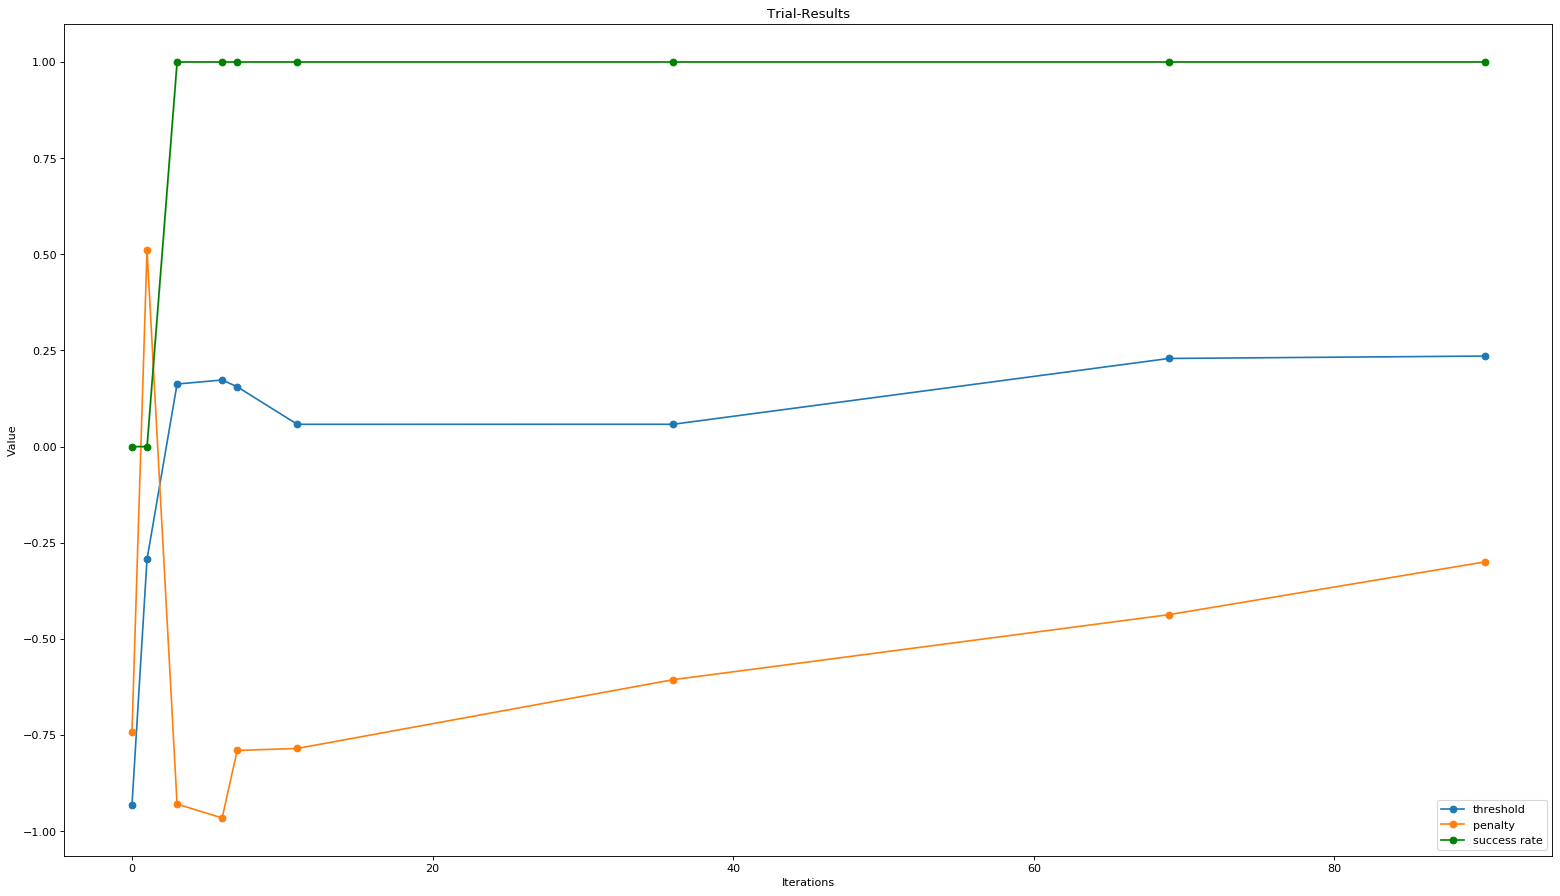 Trial-Results
1.00
0.75
0.50
0.25
0.00
−0.25
−0.50
−0.75
−1.00
Value
0 20 40 60 80
Iterations
threshold
penalty
success rate